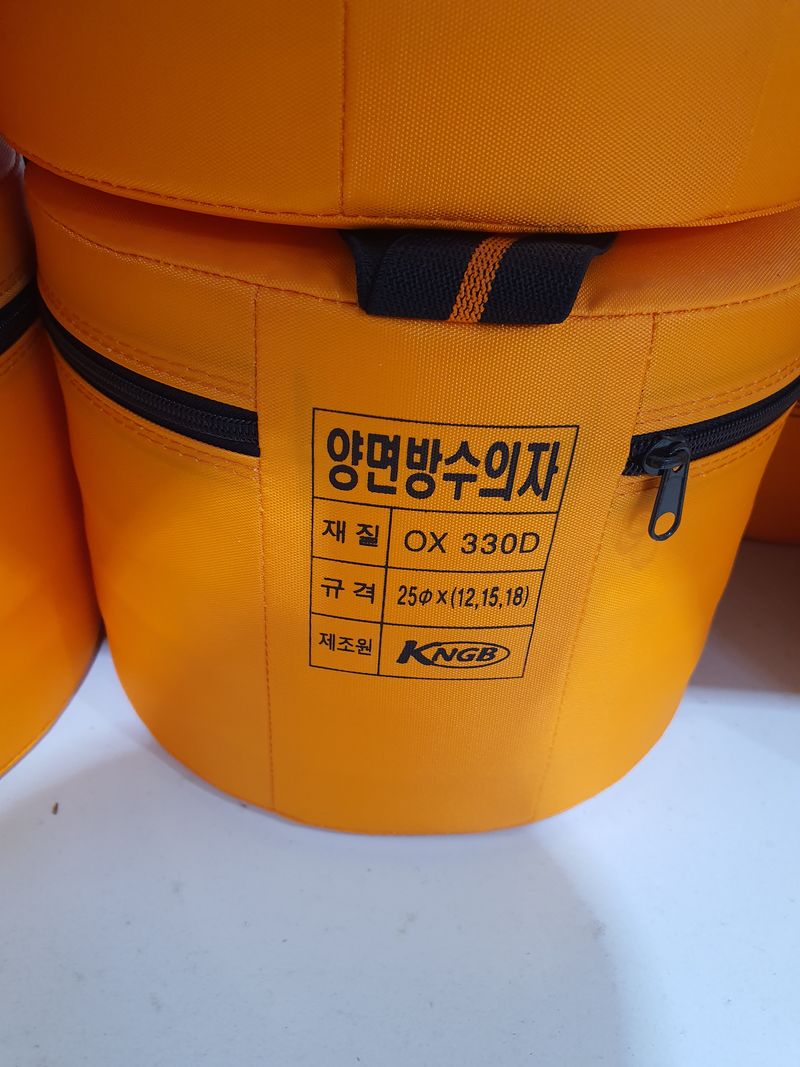 양면방수의자
재질 OX 330D
규격 25φx(12,15,18)
제조원 KNGB